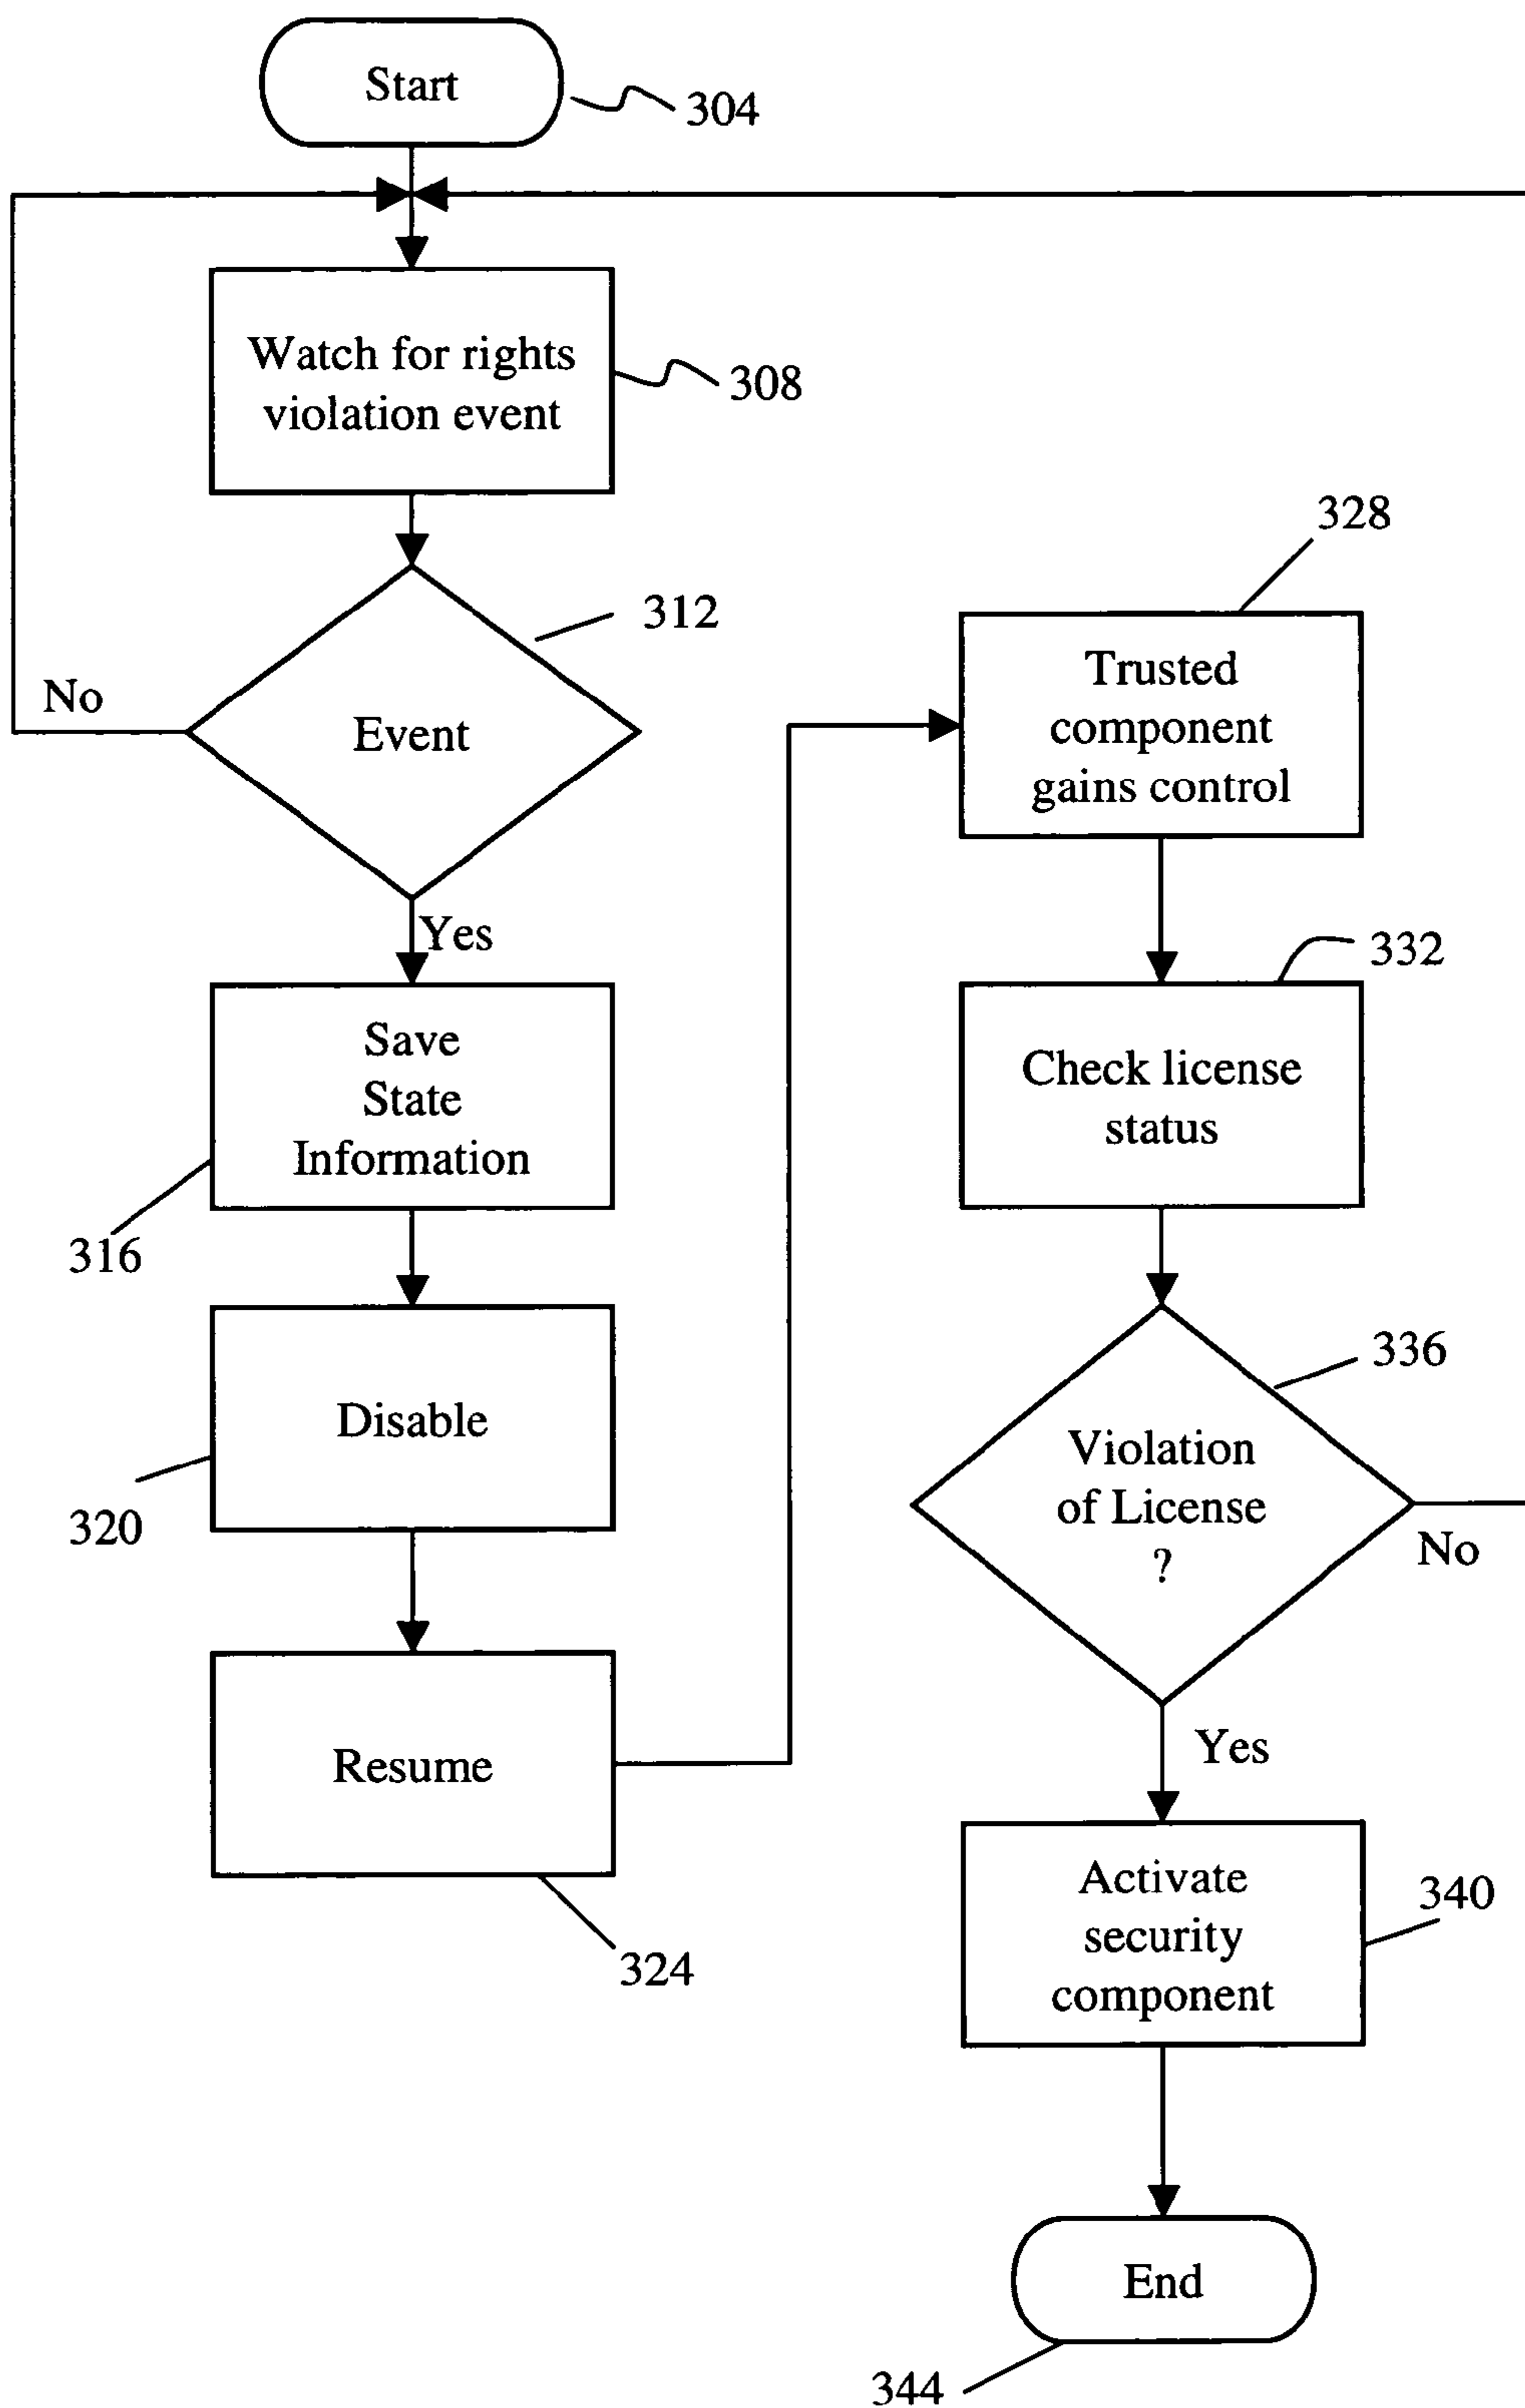 Start
304
Watch for rights
violation event
308
312
Event
No
Yes
Save
State
Information
316
Disable
320
Resume
324
328
Trusted
component
gains control
332
Check license
status
336
Violation
of License
?
No
Yes
Activate
security
component
340
End
344